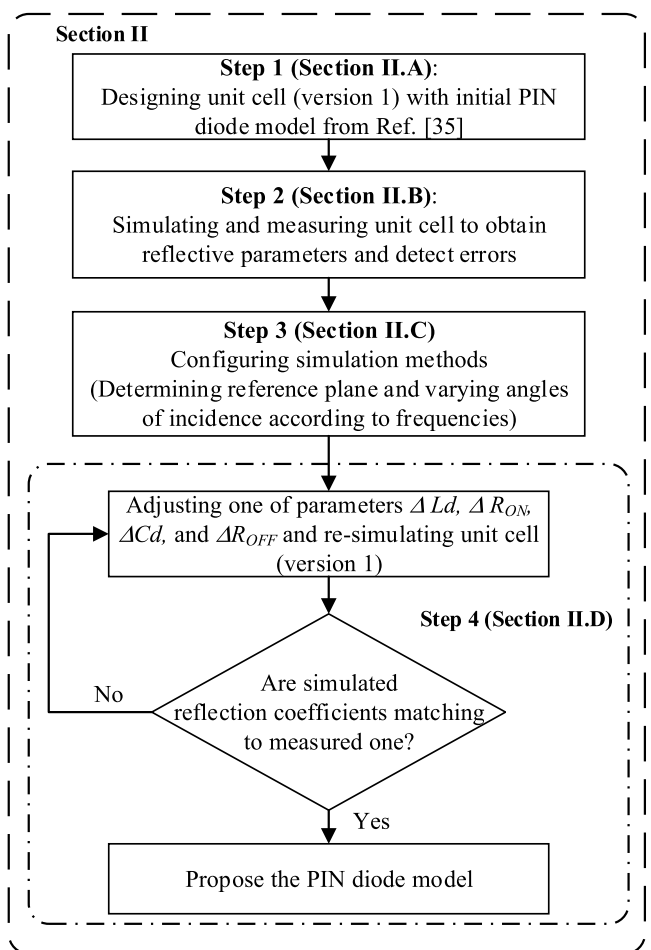 Section II
Step 1 (Section II.A):
Designing unit cell (version 1) with initial PIN
diode model from Ref. [35]
Step 2 (Section II.B):
Simulating and measuring unit cell to obtain
reflective parameters and detect errors
Step 3 (Section II.C)
Configuring simulation methods
(Determining reference plane and varying angles
of incidence according to frequencies)
Adjusting one of parameters Δ Ld, Δ R_ON,
ΔCd, and ΔR_OFF and re-simulating unit cell
(version 1)
Step 4 (Section II.D)
Are simulated
reflection coefficients matching
to measured one?
No
Yes
Propose the PIN diode model